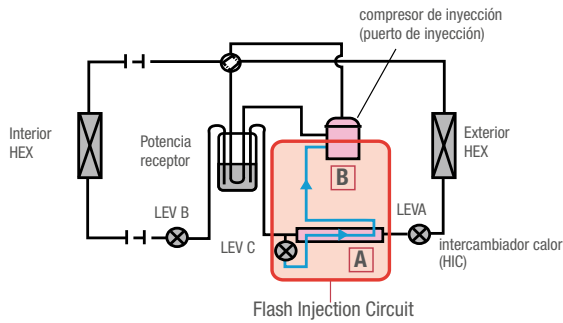 compresor de inyección
(puerto de inyección)
Interior
HEX
Potencia
receptor
Exterior
HEX
B
LEV B
LEV C
LEVA
A
intercambiador calor
(HIC)
Flash Injection Circuit